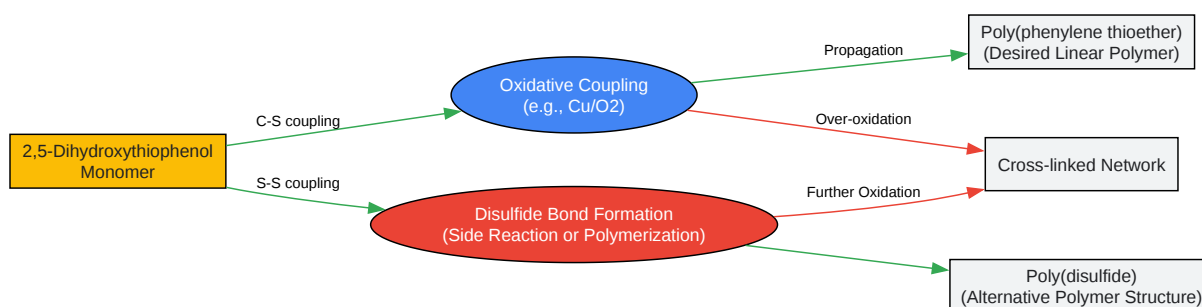 2,5-Dihydroxythiophenol
Monomer
C-S coupling
S-S coupling
Oxidative Coupling
(e.g., Cu/O2)
Disulfide Bond Formation
(Side Reaction or Polymerization)
Propagation
Over-oxidation
Further Oxidation
Poly(phenylene thioether)
(Desired Linear Polymer)
Cross-linked Network
Poly(disulfide)
(Alternative Polymer Structure)